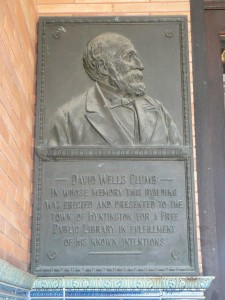 DAVID WELLS PLUMB
IN WHOSE MEMORY THIS BUILDING
WAS ERECTED AND PRESENTED TO THE
TOWN OF HUNTINGTON FOR A FREE
PUBLIC LIBRARY IN FULFILLMENT
OF HIS KNOWN INTENTIONS